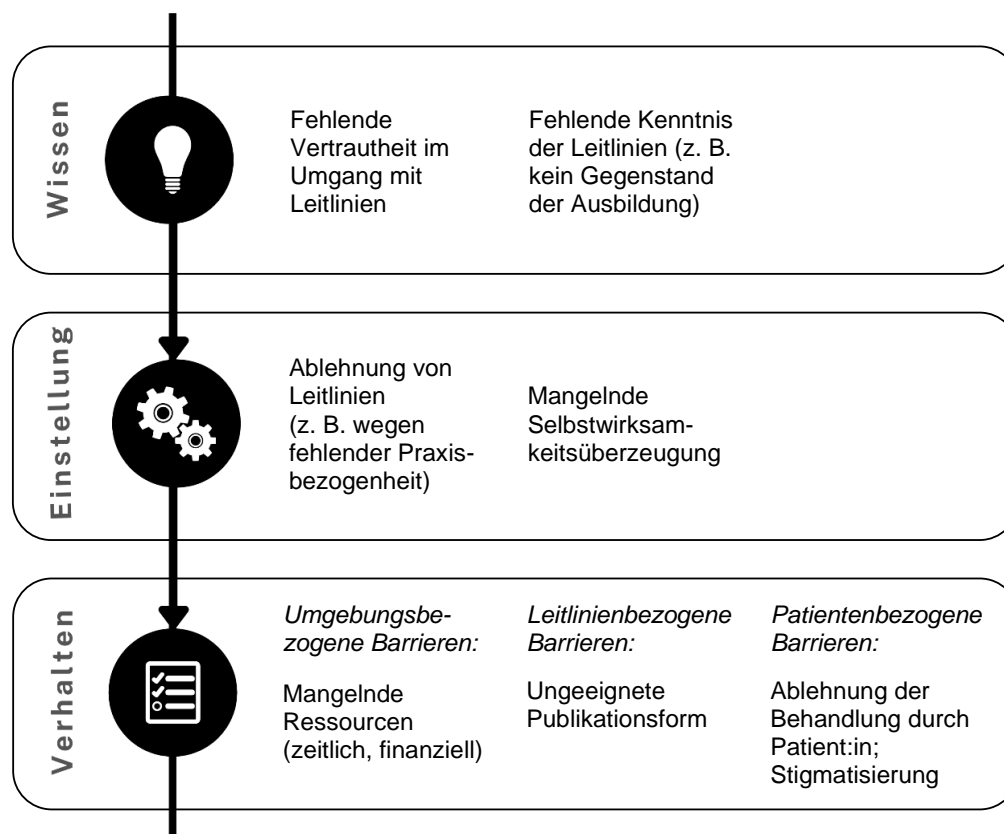 Wissen
Fehlende
Vertrautheit im
Umgang mit
Leitlinien
Fehlende Kenntnis
der Leitlinien (z. B.
kein Gegenstand
der Ausbildung)
Einstellung
Ablehnung von
Leitlinien
(z. B. wegen
fehlender Praxis-
bezogenheit)
Mangelnde
Selbstwirksam-
keitsüberzeugung
Verhalten
Umgebungsbe-
zogene Barrieren:
Mangelnde
Ressourcen
(zeitlich, finanziell)
Leitlinienbezogene
Barrieren:
Ungeeignete
Publikationsform
Patientenbezogene
Barrieren:
Ablehnung der
Behandlung durch
Patient:in;
Stigmatisierung